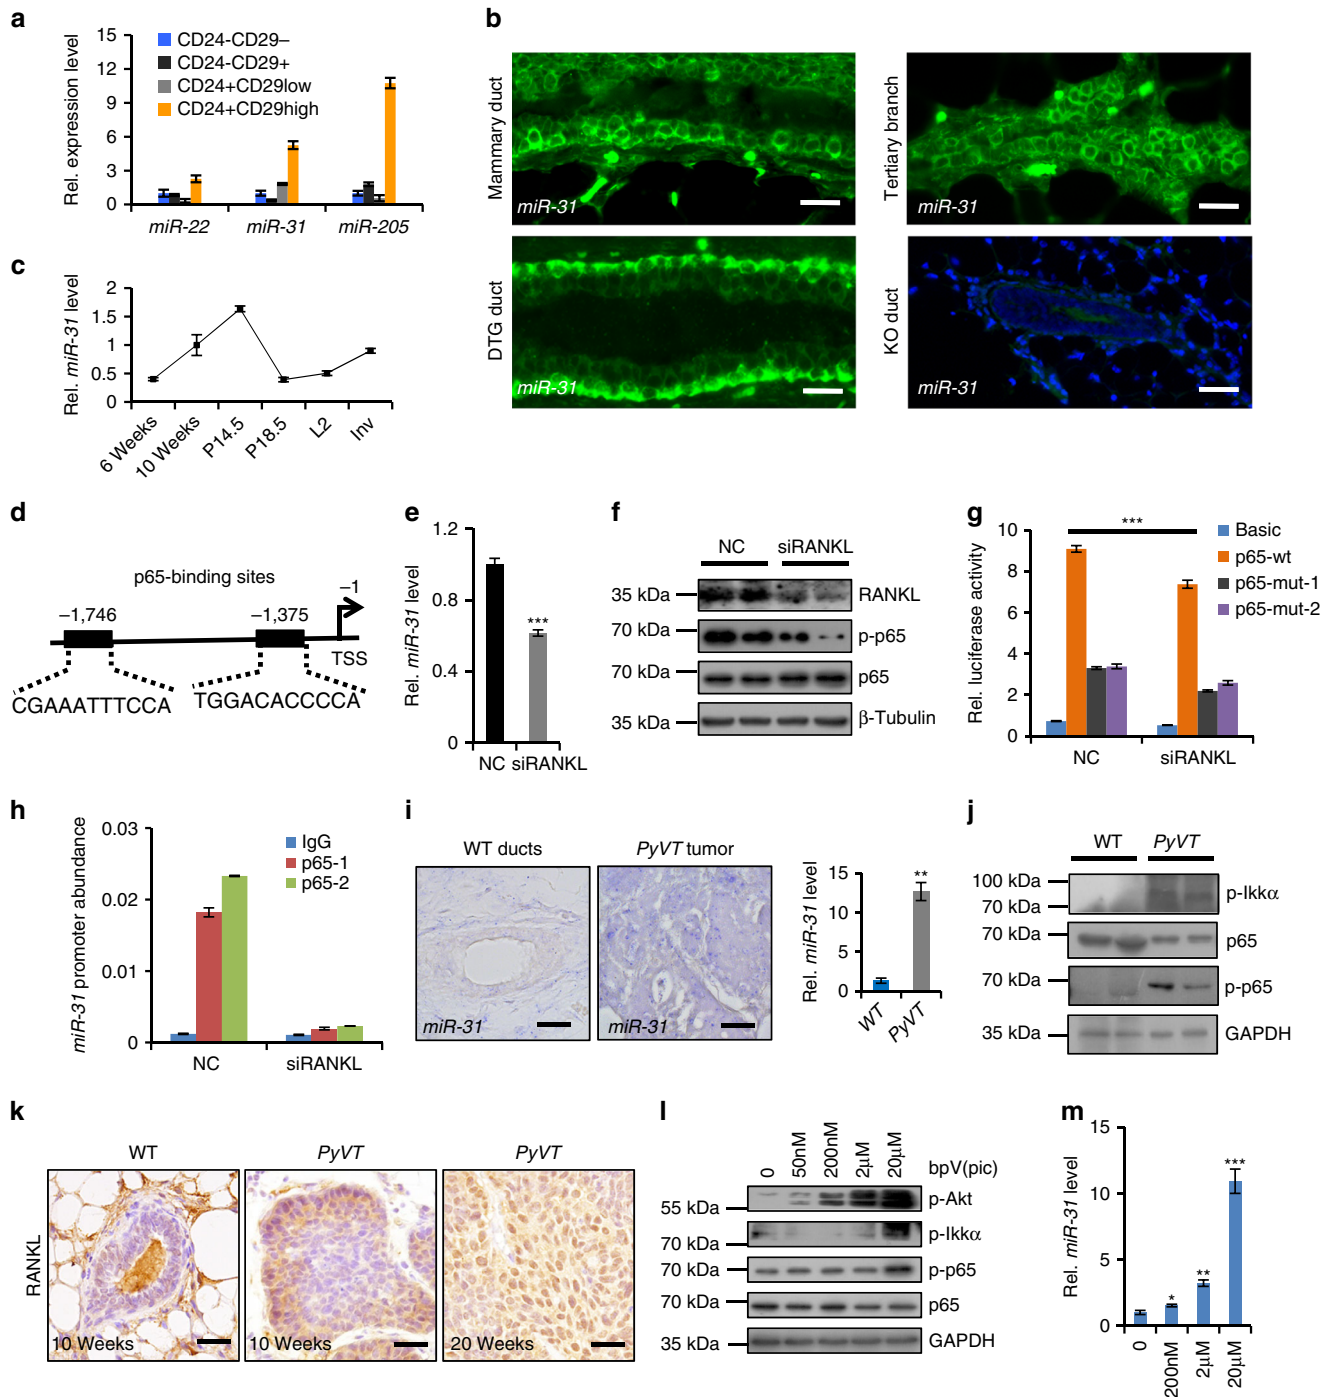 a
Rel. expression level
15
12
9
6
3
0
CD24-CD29–
CD24-CD29+
CD24+CD29low
CD24+CD29high
miR-22
miR-31
miR-205
b
Mammary duct
miR-31
Tertiary branch
miR-31
DTG duct
miR-31
KO duct
miR-31
c
Rel. miR-31 level
2
1.5
1
0.5
0
6 Weeks
10 Weeks
P14.5
P18.5
L2
Inv
d
p65-binding sites
–1,746
–1,375
–1
TSS
CGAAATTTCCA
TGGACACCCCA
e
Rel. miR-31 level
1.2
0.8
0.4
0
***
NC
siRANKL
f
NC
siRANKL
35 kDa
RANKL
70 kDa
p-p65
70 kDa
p65
35 kDa
β-Tubulin
g
Rel. luciferase activity
10
8
6
4
2
0
***
Basic
p65-wt
p65-mut-1
p65-mut-2
NC
siRANKL
h
miR-31 promoter abundance
0.03
0.02
0.01
0
IgG
p65-1
p65-2
NC
siRANKL
i
WT ducts
PyVT tumor
miR-31
miR-31
Rel. miR-31 level
15
10
5
0
**
WT
PyVT
j
WT
PyVT
100 kDa
70 kDa
p-Ikkα
70 kDa
p65
70 kDa
p-p65
35 kDa
GAPDH
k
WT
PyVT
PyVT
RANKL
10 Weeks
10 Weeks
20 Weeks
l
0
50nM
200nM
2μM
20μM
bpV(pic)
55 kDa
p-Akt
70 kDa
p-Ikkα
70 kDa
p-p65
70 kDa
p65
35 kDa
GAPDH
m
Rel. miR-31 level
15
10
5
0
*
**
***
0
200nM
2μM
20μM